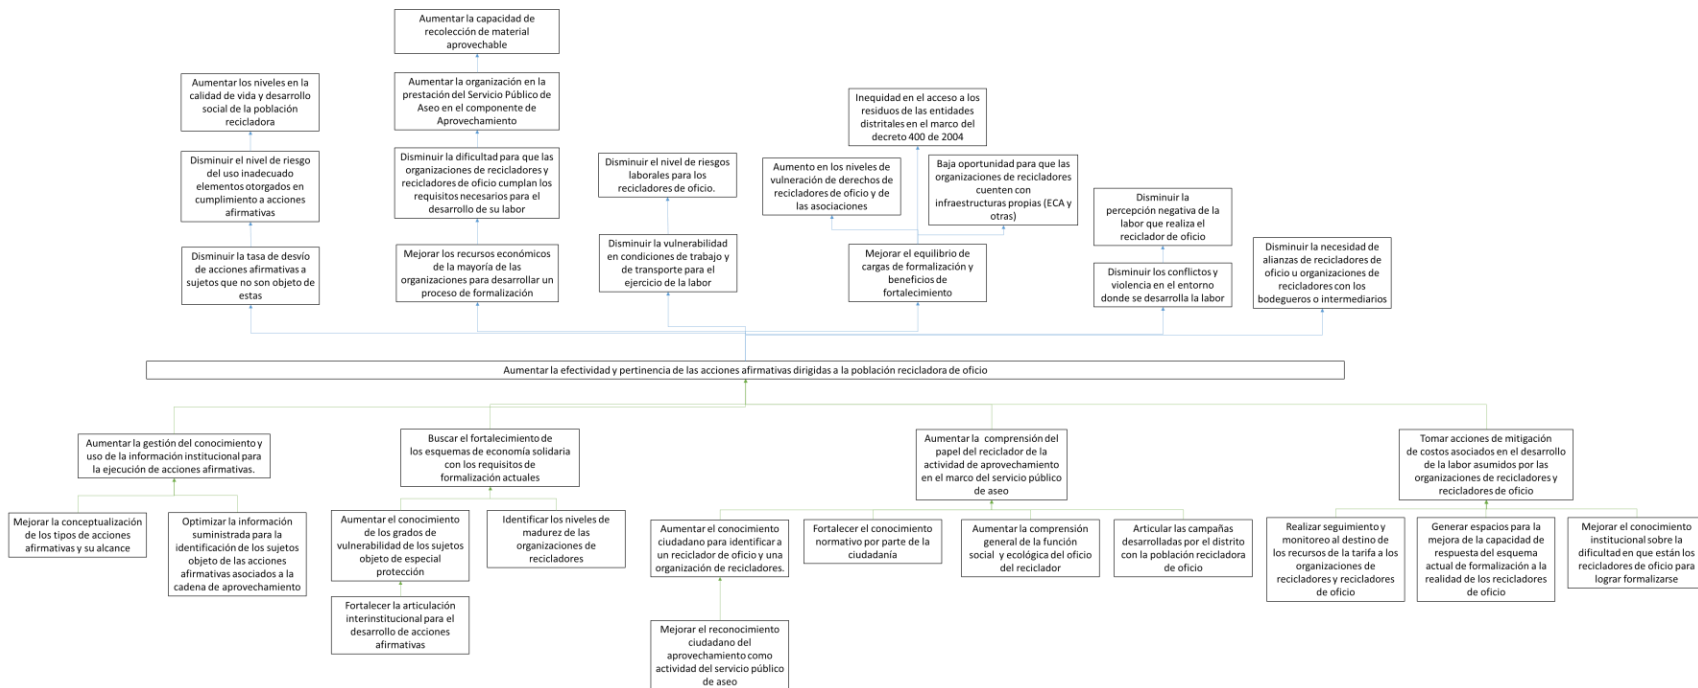 Aumentar la capacidad de
recolección de material
aprovechable
Aumentar los niveles en la
calidad de vida y desarrollo
social de la población
recicladora
Aumentar la organización en la
prestación del Servicio Público de
Aseo en el componente de
Aprovechamiento
Inequidad en el acceso a los
residuos de las entidades
distritales en el marco del
decreto 400 de 2004
Disminuir el nivel de riesgo
del uso inadecuado
elementos otorgados en
cumplimiento a acciones
afirmativas
Disminuir la dificultad para que las
organizaciones de recicladores y
recicladores de oficio cumplan los
requisitos necesarios para el
desarrollo de su labor
Disminuir el nivel de riesgos
laborales para los
recicladores de oficio.
Aumento en los niveles de
vulneración de derechos de
recicladores de oficio y de
las asociaciones
Baja oportunidad para que las
organizaciones de recicladores
cuenten con
infraestructuras propias (ECA y
otras)
Disminuir la
percepción negativa de la
labor que realiza el
reciclador de oficio
Disminuir la tasa de desvío
de acciones afirmativas a
sujetos que no son objeto de
estas
Mejorar los recursos económicos
de la mayoría de las
organizaciones para desarrollar un
proceso de formalización
Disminuir la vulnerabilidad
en condiciones de trabajo y
de transporte para el
ejercicio de la labor
Mejorar el equilibrio de
cargas de formalización y
beneficios de
fortalecimiento
Disminuir los conflictos y
violencia en el entorno
donde se desarrolla la labor
Disminuir la necesidad de
alianzas de recicladores de
oficio u organizaciones de
recicladores con los
bodegueros o intermediarios
Aumentar la efectividad y pertinencia de las acciones afirmativas dirigidas a la población recicladora de oficio
Aumentar la gestión del conocimiento y
uso de la información institucional para
la ejecución de acciones afirmativas.
Buscar el fortalecimiento de
los esquemas de economía solidaria
con los requisitos de
formalización actuales
Aumentar la comprensión del
papel del reciclador de la
actividad de aprovechamiento
en el marco del servicio público
de aseo
Tomar acciones de mitigación
de costos asociados en el desarrollo
de la labor asumidos por las
organizaciones de recicladores y
recicladores de oficio
Mejorar la conceptualización
de los tipos de acciones
afirmativas y su alcance
Optimizar la información
suministrada para la
identificación de los sujetos
objeto de las acciones
afirmativas asociados a la
cadena de aprovechamiento
Aumentar el conocimiento
de los grados de
vulnerabilidad de los sujetos
objeto de especial
protección
Identificar los niveles de
madurez de las
organizaciones de
recicladores
Aumentar el conocimiento
ciudadano para identificar a
un reciclador de oficio y una
organización de recicladores.
Fortalecer el conocimiento
normativo por parte de la
ciudadanía
Aumentar la comprensión
general de la función
social y ecológica del oficio
del reciclador
Articular las campañas
desarrolladas por el distrito
con la población recicladora
de oficio
Realizar seguimiento y
monitoreo al destino de
los recursos de la tarifa a los
organizaciones de
recicladores y recicladores
de oficio
Generar espacios para la
mejora de la capacidad de
respuesta del esquema
actual de formalización a la
realidad de los recicladores
de oficio
Mejorar el conocimiento
institucional sobre la
dificultad en que están los
recicladores de oficio para
lograr formalizarse
Fortalecer la articulación
interinstitucional para el
desarrollo de acciones
afirmativas
Mejorar el reconocimiento
ciudadano del
aprovechamiento como
actividad del servicio público
de aseo